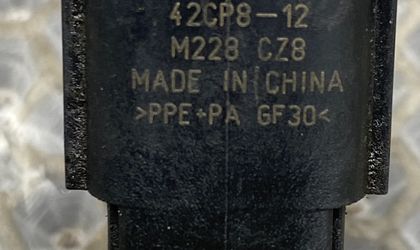 42CP8-12
M228 CZ8
MADE IN CHINA
>PPE+PA GF30<